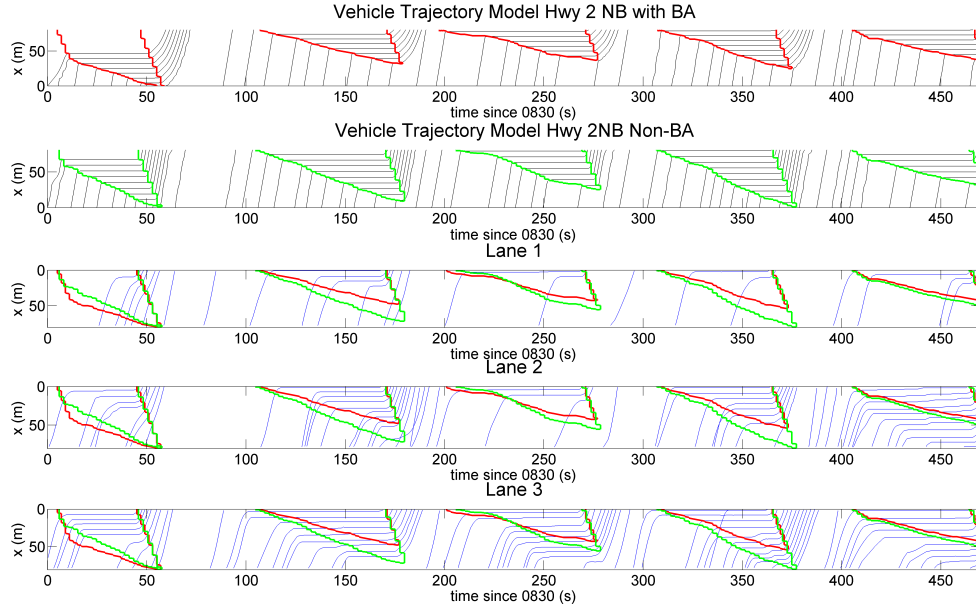 Vehicle Trajectory Model Hwy 2 NB with BA
x (m)
50
0
0 50 100 150 200 250 300 350 400 450
time since 0830 (s)
Vehicle Trajectory Model Hwy 2NB Non-BA
x (m)
50
0
0 50 100 150 200 250 300 350 400 450
time since 0830 (s)
Lane 1
x (m)
0
50
0 50 100 150 200 250 300 350 400 450
time since 0830 (s)
Lane 2
x (m)
0
50
0 50 100 150 200 250 300 350 400 450
time since 0830 (s)
Lane 3
x (m)
0
50
0 50 100 150 200 250 300 350 400 450
time since 0830 (s)